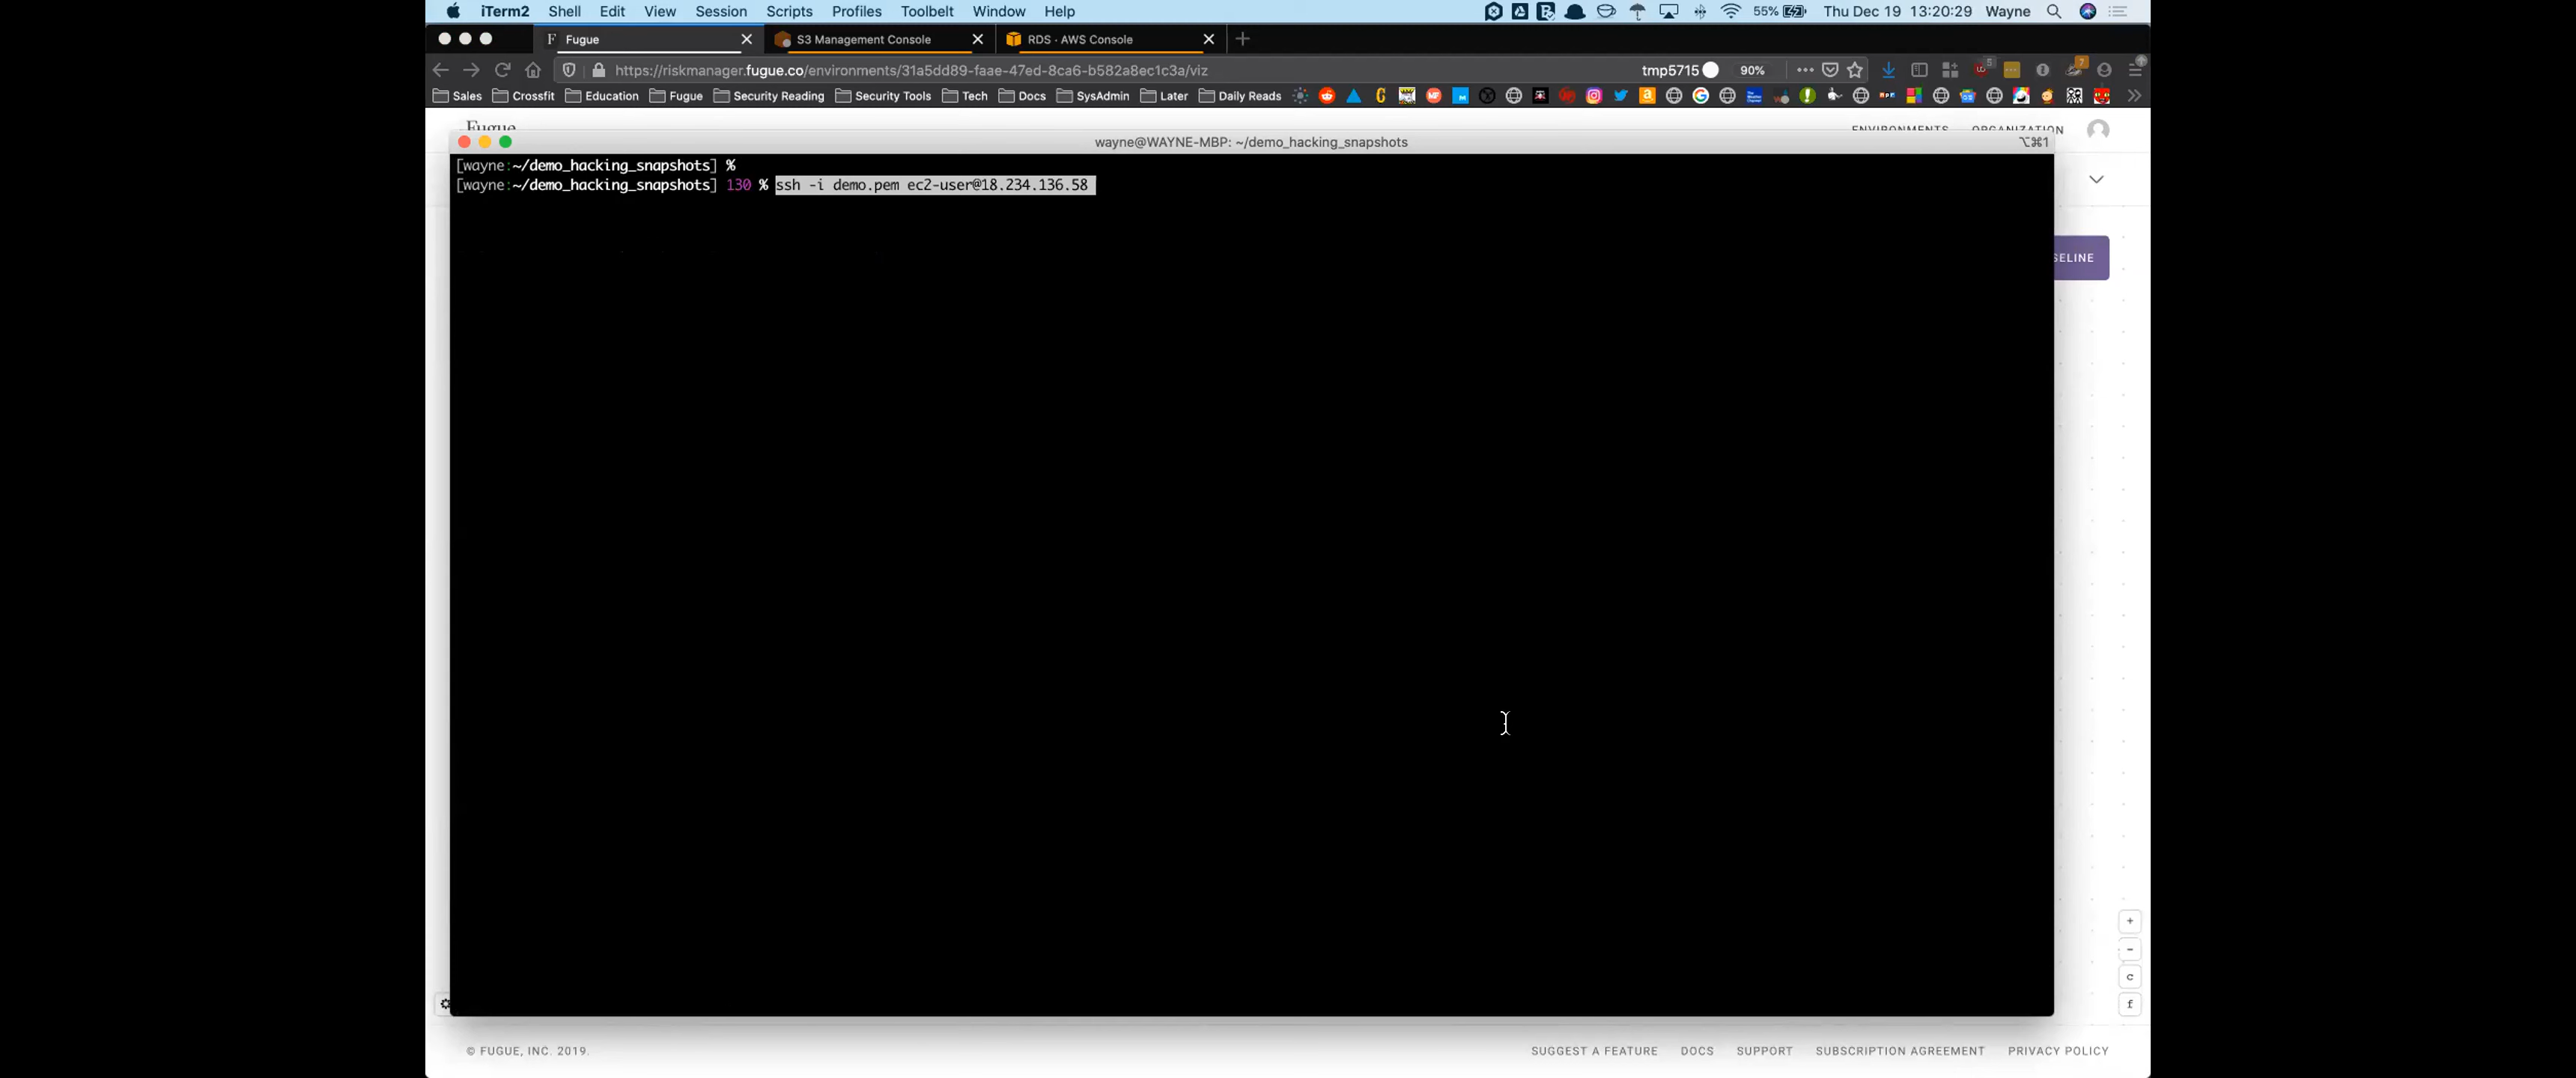 iTerm2 Shell Edit View Session Scripts Profiles Toolbelt Window Help 55% Thu Dec 19 13:20:29 Wayne
F Fugue S3 Management Console RDS · AWS Console
https://riskmanager.fugue.co/environments/31a5dd89-faae-47ed-8ca6-b582a8ec1c3a/viz tmp5715 90%
Sales Crossfit Education Fugue Security Reading Security Tools Tech Docs SysAdmin Later Daily Reads
Fugue ENVIRONMENTS ORGANIZATION
wayne@WAYNE-MBP: ~/demo_hacking_snapshots ⌥⌘1
[wayne:~/demo_hacking_snapshots] %
[wayne:~/demo_hacking_snapshots] 130 % ssh -i demo.pem ec2-user@18.234.136.58
SELINE
+
-
c
f
© FUGUE, INC. 2019. SUGGEST A FEATURE DOCS SUPPORT SUBSCRIPTION AGREEMENT PRIVACY POLICY